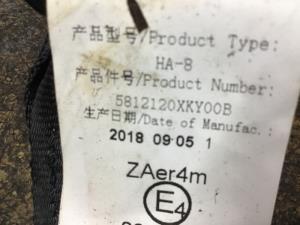 产品型号/Product Type:
HA-8
产品件号/Product Number:
5812120XKY00B
生产日期/Date of Manufac.:
2018 09 05 1
ZAer4m
E4